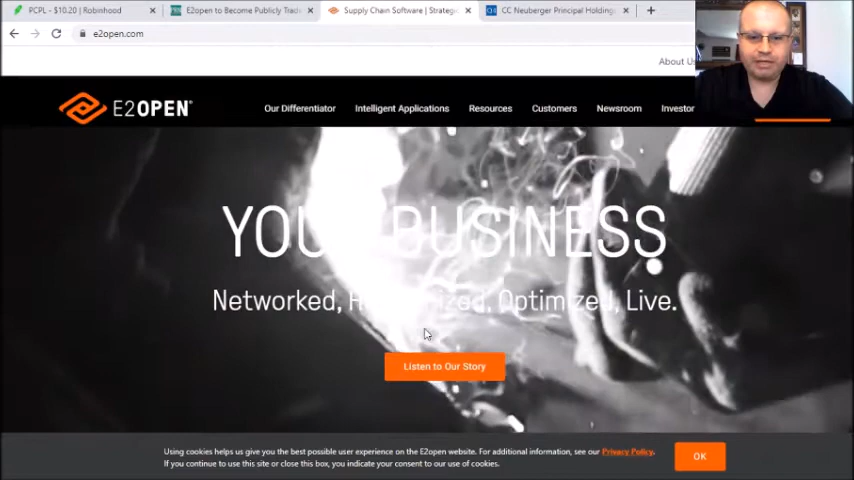 PCPL - $10.20 | Robinhood
E2open to Become Publicly Trade
Supply Chain Software | Strategic
CC Neuberger Principal Holdings
e2open.com
About Us
E2OPEN
Our Differentiator
Intelligent Applications
Resources
Customers
Newsroom
Investor
BUSINESS
Networked, Optimized, Live.
Listen to Our Story
Using cookies helps us give you the best possible user experience on the E2open website. For additional information, see our Privacy Policy.
If you continue to use this site or close this box, you indicate your consent to our use of cookies.
OK